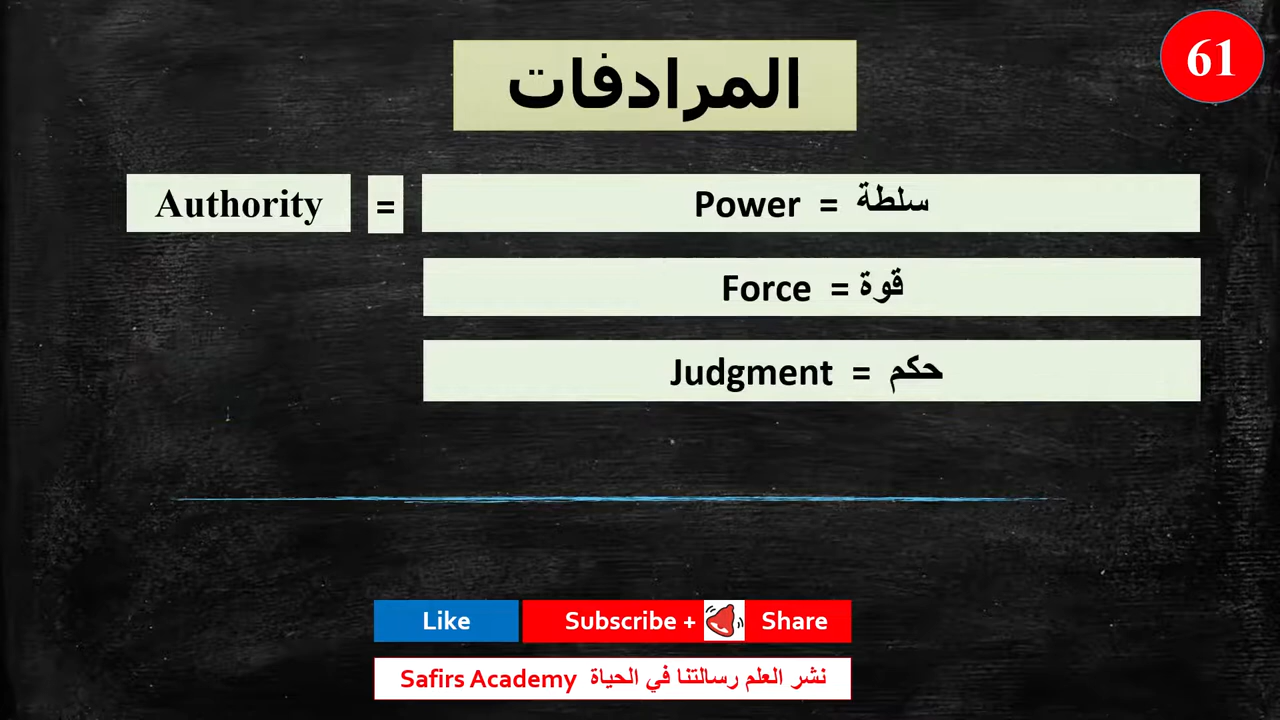 61
المرادفات
Authority = Power = سلطة
Force = قوة
Judgment = حكم
Like Subscribe + Share
Safirs Academy نشر العلم رسالتنا في الحياة